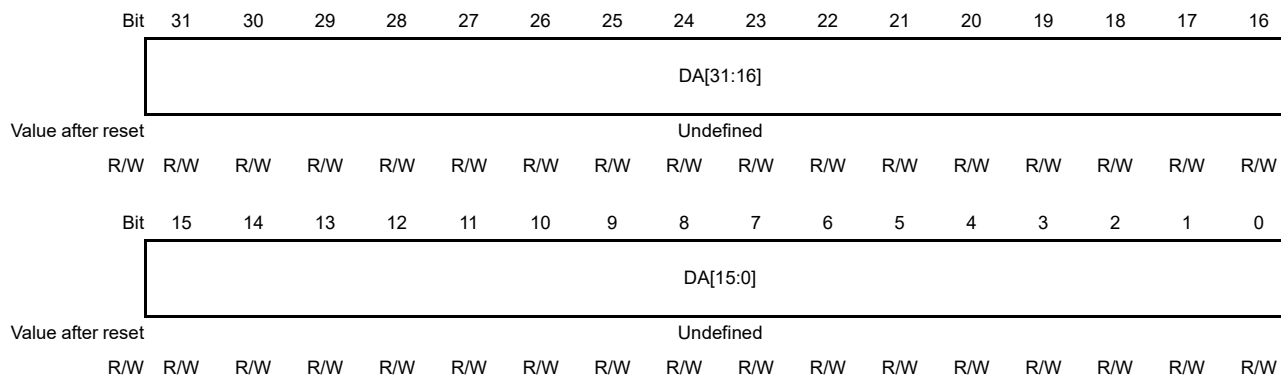 Bit 31 30 29 28 27 26 25 24 23 22 21 20 19 18 17 16
DA[31:16]
Value after reset Undefined
R/W R/W R/W R/W R/W R/W R/W R/W R/W R/W R/W R/W R/W R/W R/W R/W R/W
Bit 15 14 13 12 11 10 9 8 7 6 5 4 3 2 1 0
DA[15:0]
Value after reset Undefined
R/W R/W R/W R/W R/W R/W R/W R/W R/W R/W R/W R/W R/W R/W R/W R/W R/W